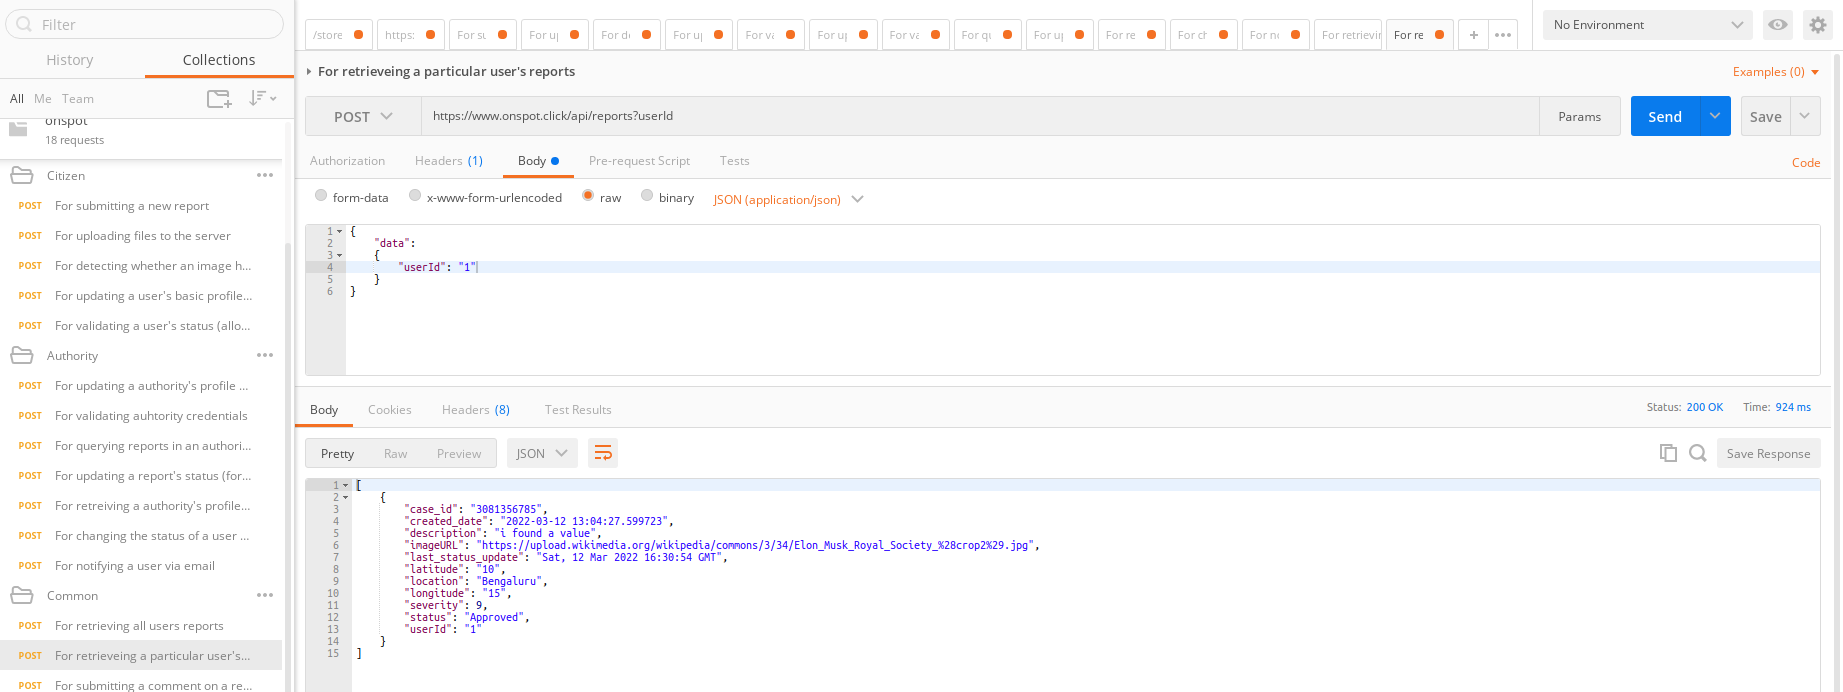 Filter
History Collections
All Me Team
onspot
18 requests
Citizen
POST For submitting a new report
POST For uploading files to the server
POST For detecting whether an image h...
POST For updating a user's basic profile...
POST For validating a user's status (allo...
Authority
POST For updating a authority's profile ...
POST For validating auhtority credentials
POST For querying reports in an authori...
POST For updating a report's status (for...
POST For retreiving a authority's profile...
POST For changing the status of a user ...
POST For notifying a user via email
Common
POST For retrieving all users reports
POST For retrieveing a particular user's...
POST For submitting a comment on a re...
/store https: For su For up For de For up For va For up For va For qu For up For re For ch For no For retrievin For re + No Environment
For retrieveing a particular user's reports Examples (0)
POST https://www.onspot.click/api/reports?userId Params Send Save
Authorization Headers (1) Body Pre-request Script Tests Code
form-data x-www-form-urlencoded raw binary JSON (application/json)
1 {
2 "data":
3 {
4 "userId": "1"
5 }
6 }
Body Cookies Headers (8) Test Results Status: 200 OK Time: 924 ms
Pretty Raw Preview JSON Save Response
1 [
2 {
3 "case_id": "3081356785",
4 "created_date": "2022-03-12 13:04:27.599723",
5 "description": "i found a value",
6 "imageURL": "https://upload.wikimedia.org/wikipedia/commons/3/34/Elon_Musk_Royal_Society_%28crop2%29.jpg",
7 "last_status_update": "Sat, 12 Mar 2022 16:30:54 GMT",
8 "latitude": "10",
9 "location": "Bengaluru",
10 "longitude": "15",
11 "severity": 9,
12 "status": "Approved",
13 "userId": "1"
14 }
15 ]